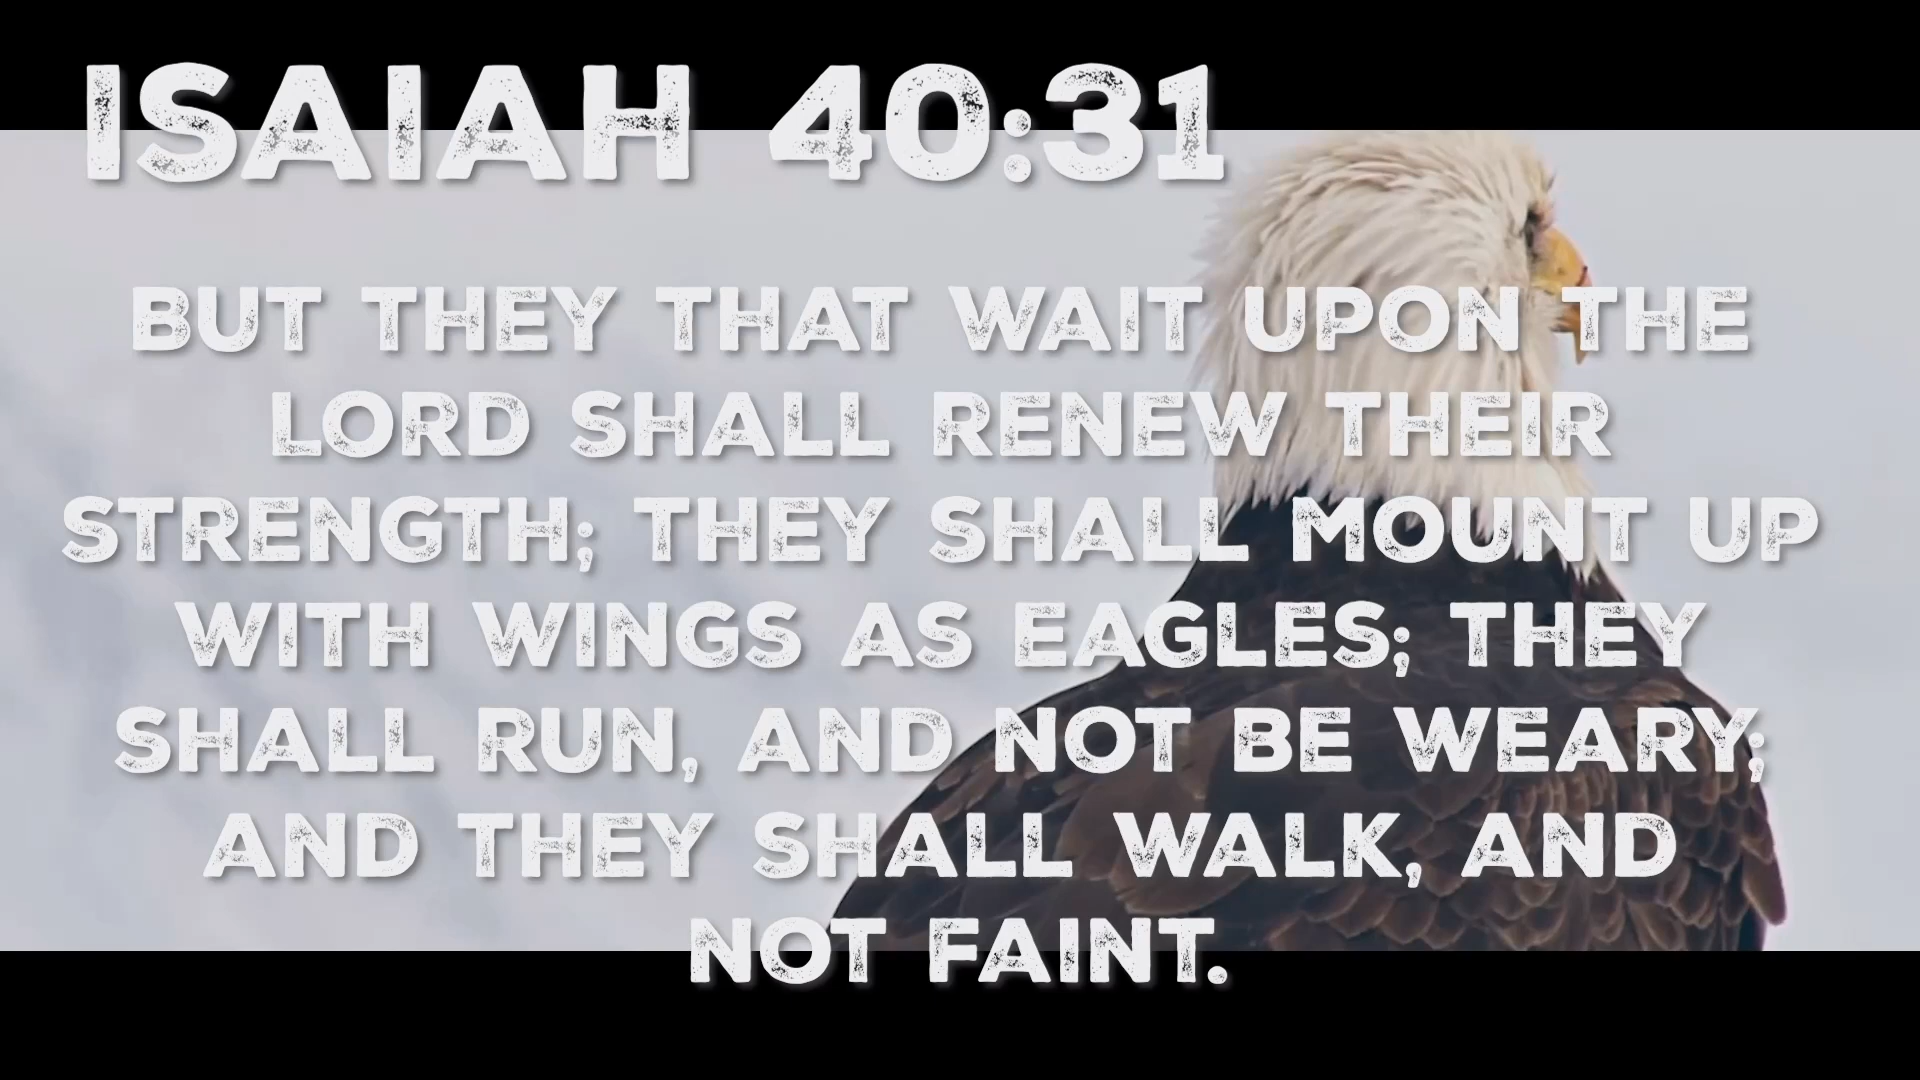 ISAIAH 40:31
BUT THEY THAT WAIT UPON THE
LORD SHALL RENEW THEIR
STRENGTH; THEY SHALL MOUNT UP
WITH WINGS AS EAGLES; THEY
SHALL RUN, AND NOT BE WEARY;
AND THEY SHALL WALK, AND
NOT FAINT.